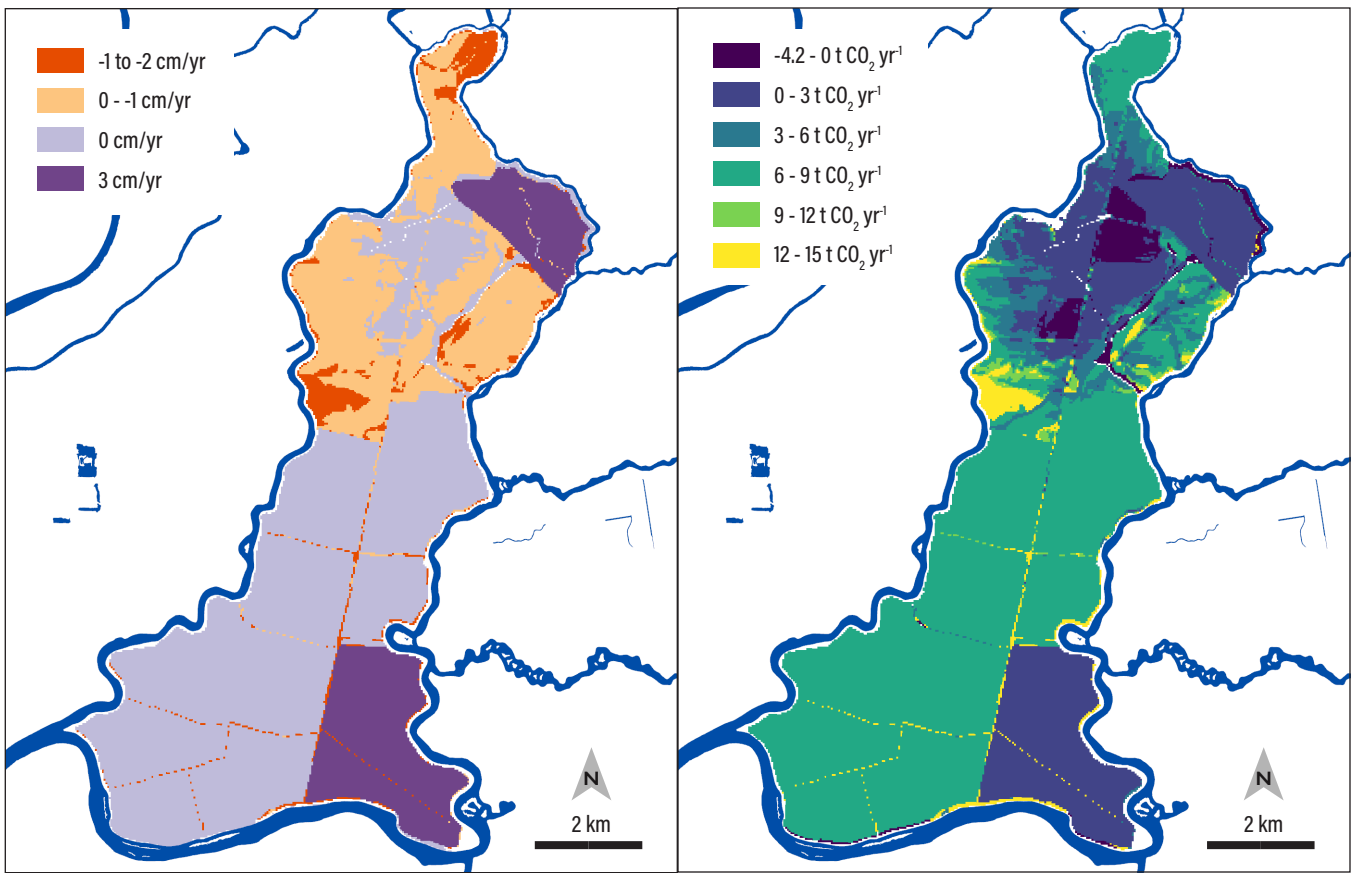 -1 to -2 cm/yr
0 - -1 cm/yr
0 cm/yr
3 cm/yr
N
2 km
-4.2 - 0 t CO₂ yr⁻¹
0 - 3 t CO₂ yr⁻¹
3 - 6 t CO₂ yr⁻¹
6 - 9 t CO₂ yr⁻¹
9 - 12 t CO₂ yr⁻¹
12 - 15 t CO₂ yr⁻¹
N
2 km